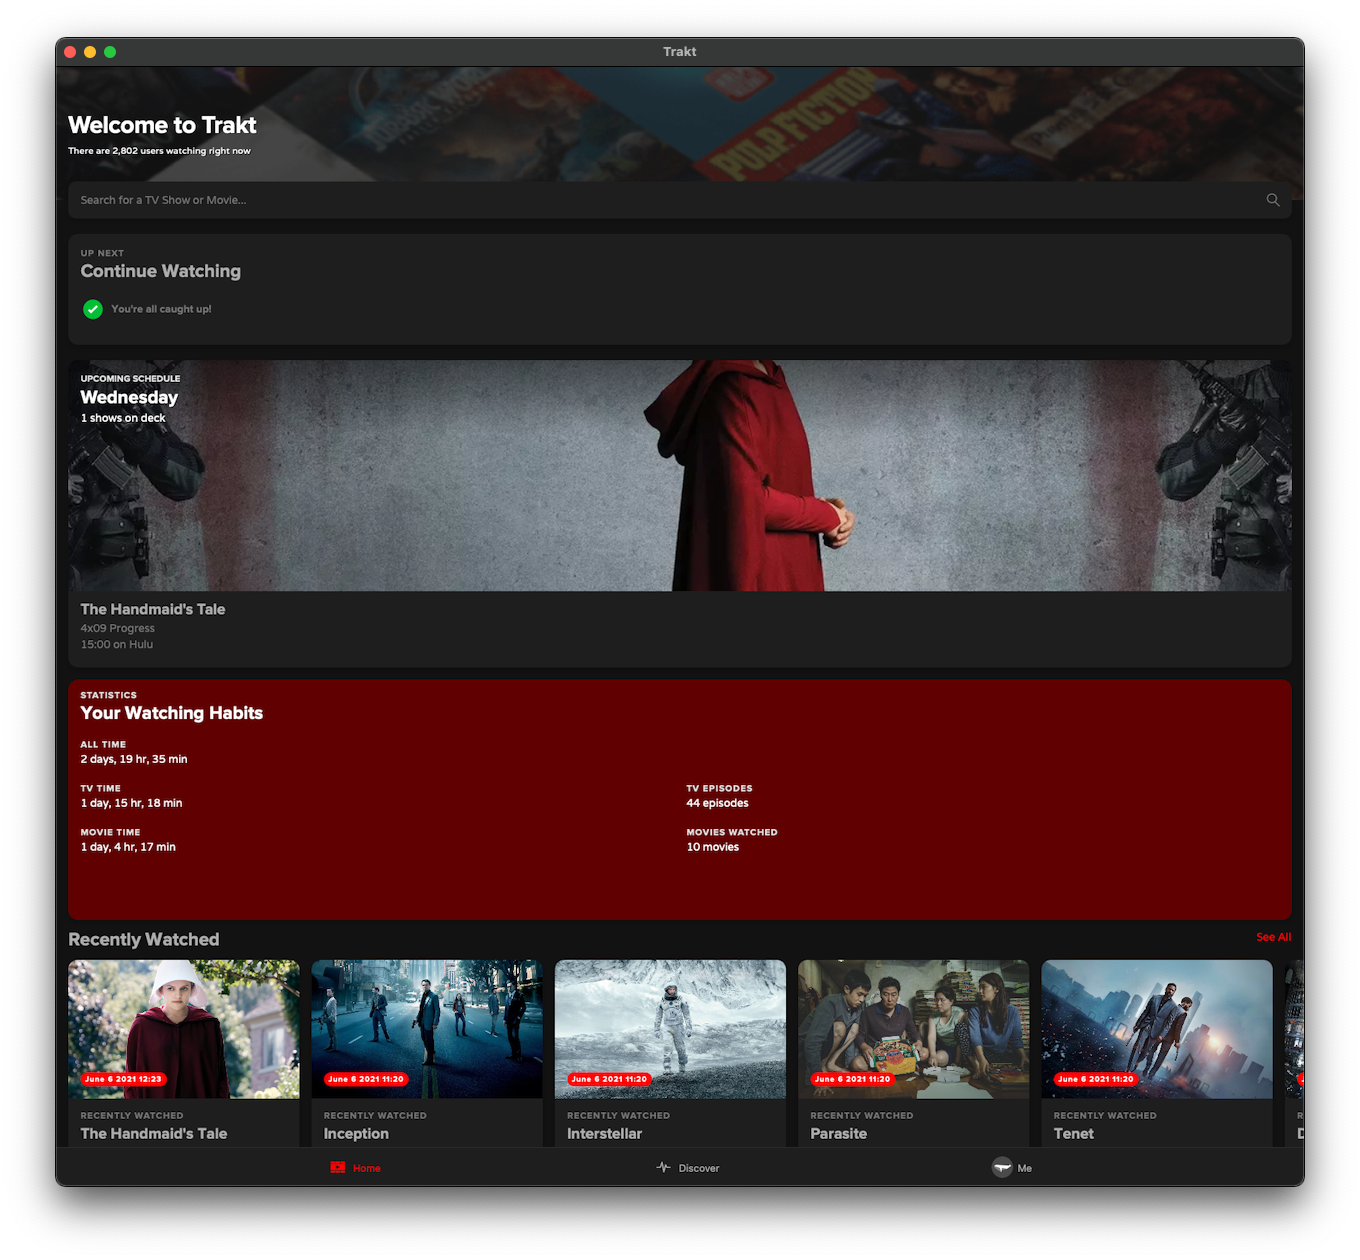 Trakt
PULP FICTION
Welcome to Trakt
There are 2,802 users watching right now
Search for a TV Show or Movie...
UP NEXT
Continue Watching
You're all caught up!
UPCOMING SCHEDULE
Wednesday
1 shows on deck
The Handmaid's Tale
4x09 Progress
15:00 on Hulu
STATISTICS
Your Watching Habits
ALL TIME
2 days, 19 hr, 35 min
TV TIME
1 day, 15 hr, 18 min
TV EPISODES
44 episodes
MOVIE TIME
1 day, 4 hr, 17 min
MOVIES WATCHED
10 movies
Recently Watched
See All
June 6 2021 12:23
June 6 2021 11:20
June 6 2021 11:20
June 6 2021 11:20
June 6 2021 11:20
RECENTLY WATCHED
RECENTLY WATCHED
RECENTLY WATCHED
RECENTLY WATCHED
RECENTLY WATCHED
The Handmaid's Tale
Inception
Interstellar
Parasite
Tenet
Home
Discover
Me